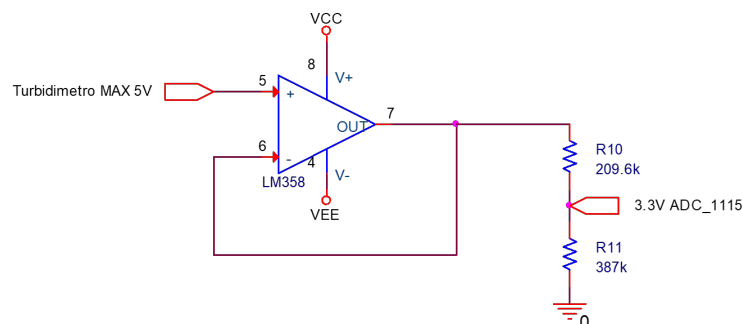 VCC
8
V+
Turbidimetro MAX 5V
5
+
7
OUT
6
-
4
LM358
V-
VEE
R10
209.6k
3.3V ADC_1115
R11
387k
0